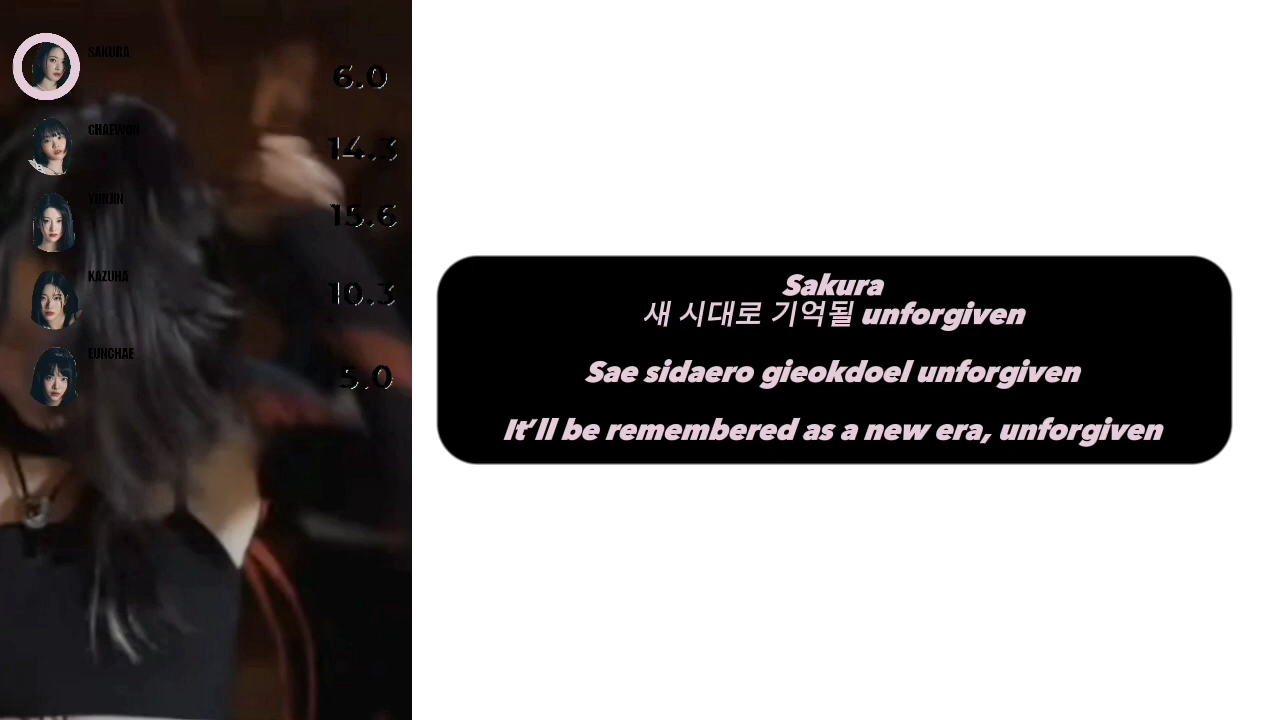 SAKURA
6.0
CHAEWON
14.3
YUNJIN
15.6
KAZUHA
10.3
EUNCHAE
5.0
Sakura
새 시대로 기억될 unforgiven
Sae sidaero gieokdoel unforgiven
It'll be remembered as a new era, unforgiven